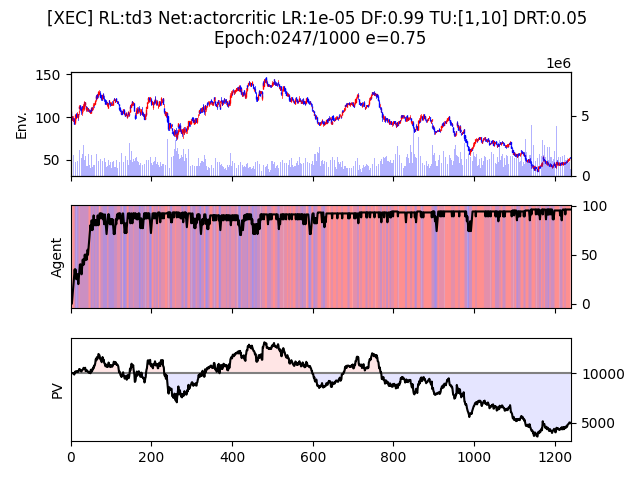 [XEC] RL:td3 Net:actorcritic LR:1e-05 DF:0.99 TU:[1,10] DRT:0.05
Epoch:0247/1000 e=0.75
1e6
150
100
50
Env.
5
0
Agent
100
50
0
PV
10000
5000
0 200 400 600 800 1000 1200